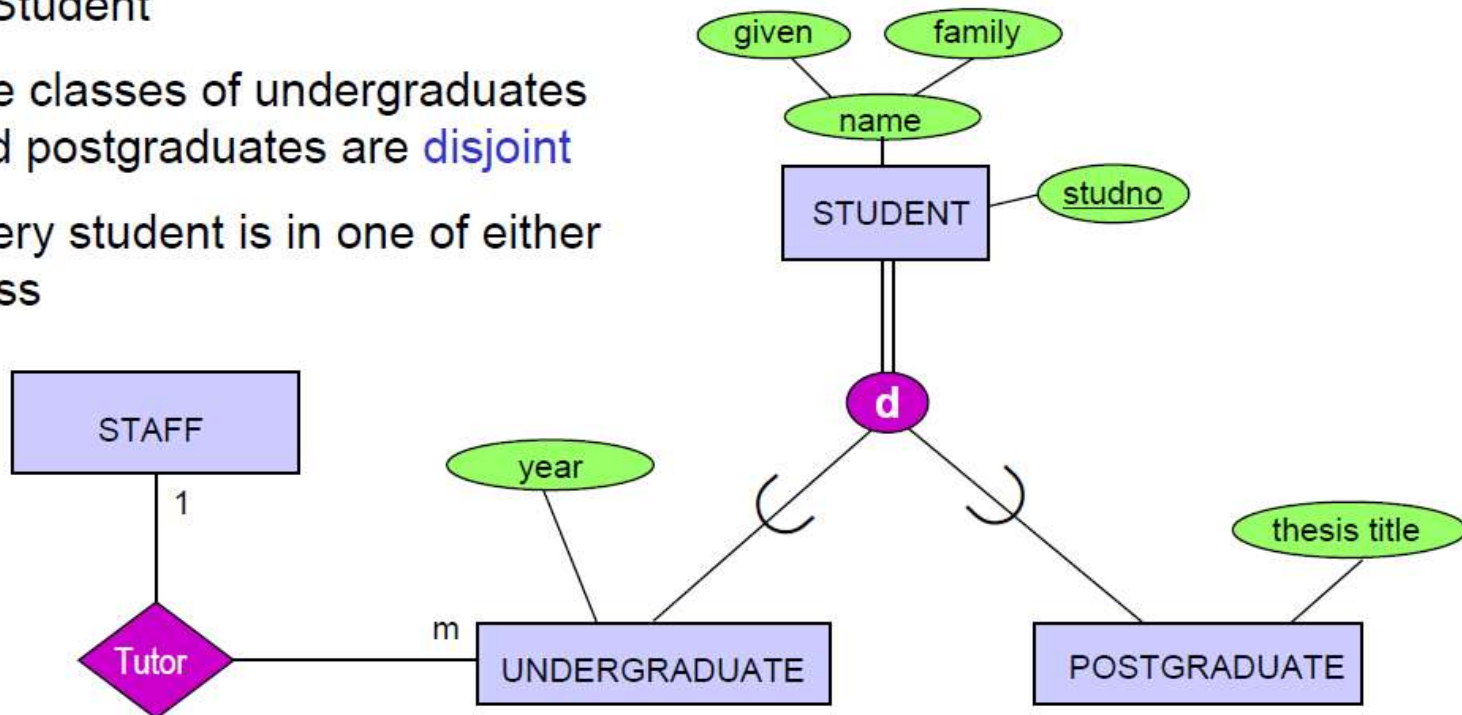 Student
e classes of undergraduates
d postgraduates are disjoint
ery student is in one of either
ss
given
family
name
STUDENT
studno
d
STAFF
1
year
thesis title
m
Tutor
UNDERGRADUATE
POSTGRADUATE